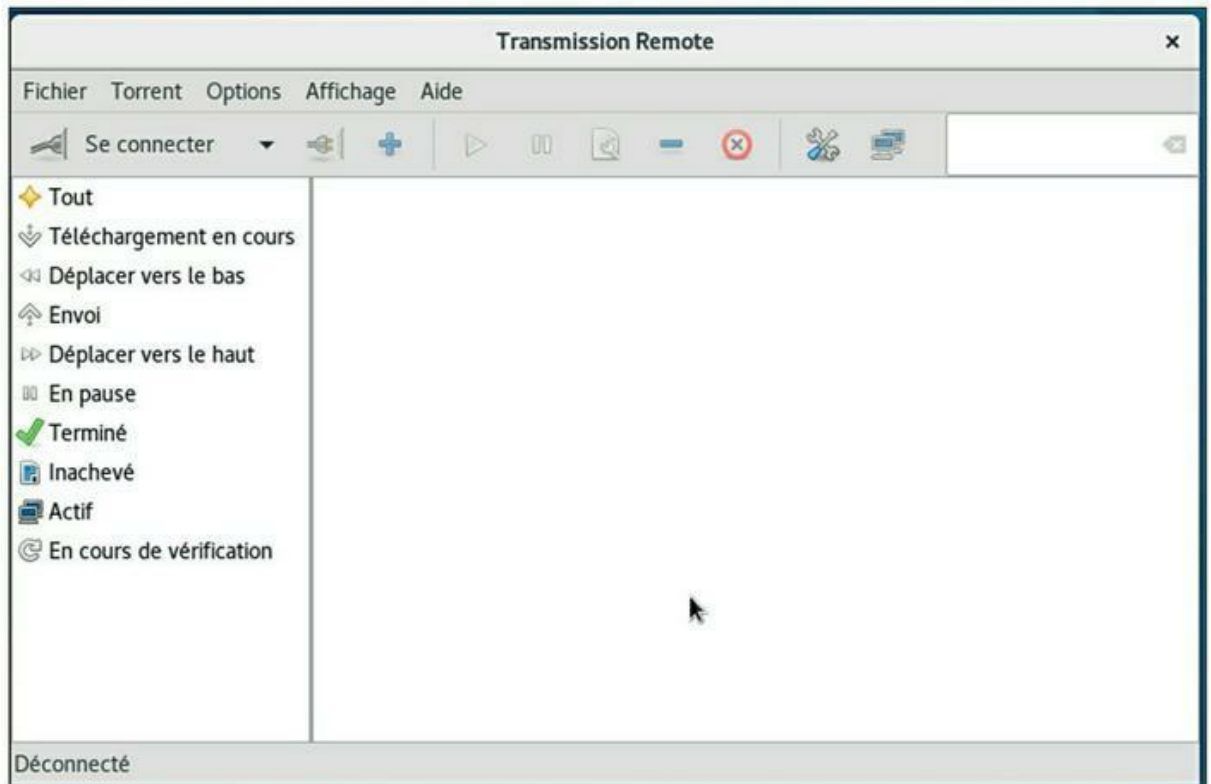 Transmission Remote
Fichier Torrent Options Affichage Aide
Se connecter
Tout
Téléchargement en cours
Déplacer vers le bas
Envoi
Déplacer vers le haut
En pause
Terminé
Inachevé
Actif
En cours de vérification
Déconnecté